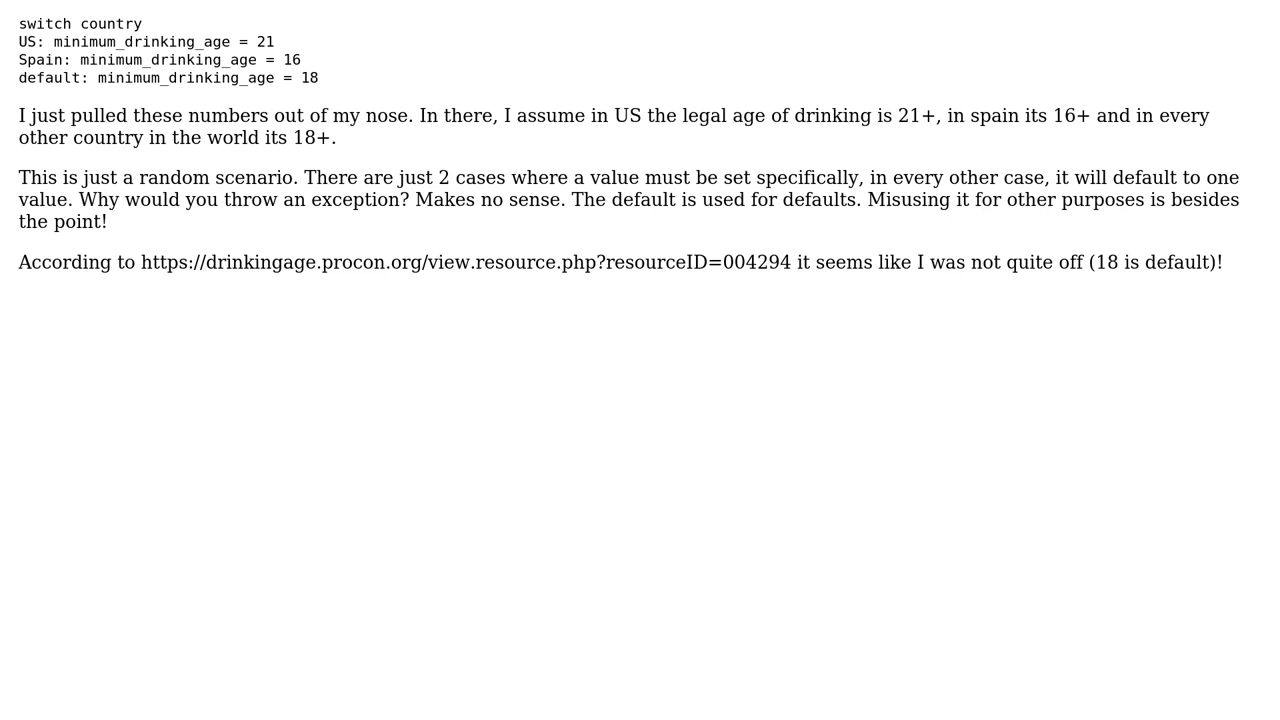 switch country
US: minimum_drinking_age = 21
Spain: minimum_drinking_age = 16
default: minimum_drinking_age = 18
I just pulled these numbers out of my nose. In there, I assume in US the legal age of drinking is 21+, in spain its 16+ and in every
other country in the world its 18+.
This is just a random scenario. There are just 2 cases where a value must be set specifically, in every other case, it will default to one
value. Why would you throw an exception? Makes no sense. The default is used for defaults. Misusing it for other purposes is besides
the point!
According to https://drinkingage.procon.org/view.resource.php?resourceID=004294 it seems like I was not quite off (18 is default)!